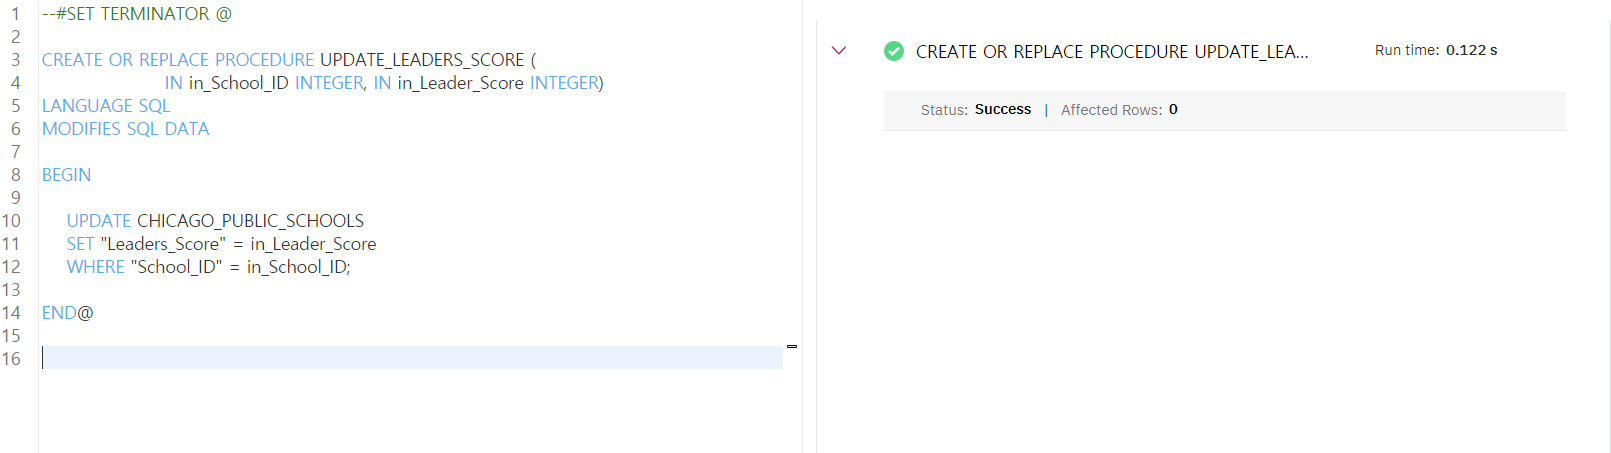 1 --#SET TERMINATOR @
2
3 CREATE OR REPLACE PROCEDURE UPDATE_LEADERS_SCORE (
4 IN in_School_ID INTEGER, IN in_Leader_Score INTEGER)
5 LANGUAGE SQL
6 MODIFIES SQL DATA
7
8 BEGIN
9
10 UPDATE CHICAGO_PUBLIC_SCHOOLS
11 SET "Leaders_Score" = in_Leader_Score
12 WHERE "School_ID" = in_School_ID;
13
14 END@
15
16
CREATE OR REPLACE PROCEDURE UPDATE_LEA... Run time: 0.122 s
Status: Success | Affected Rows: 0